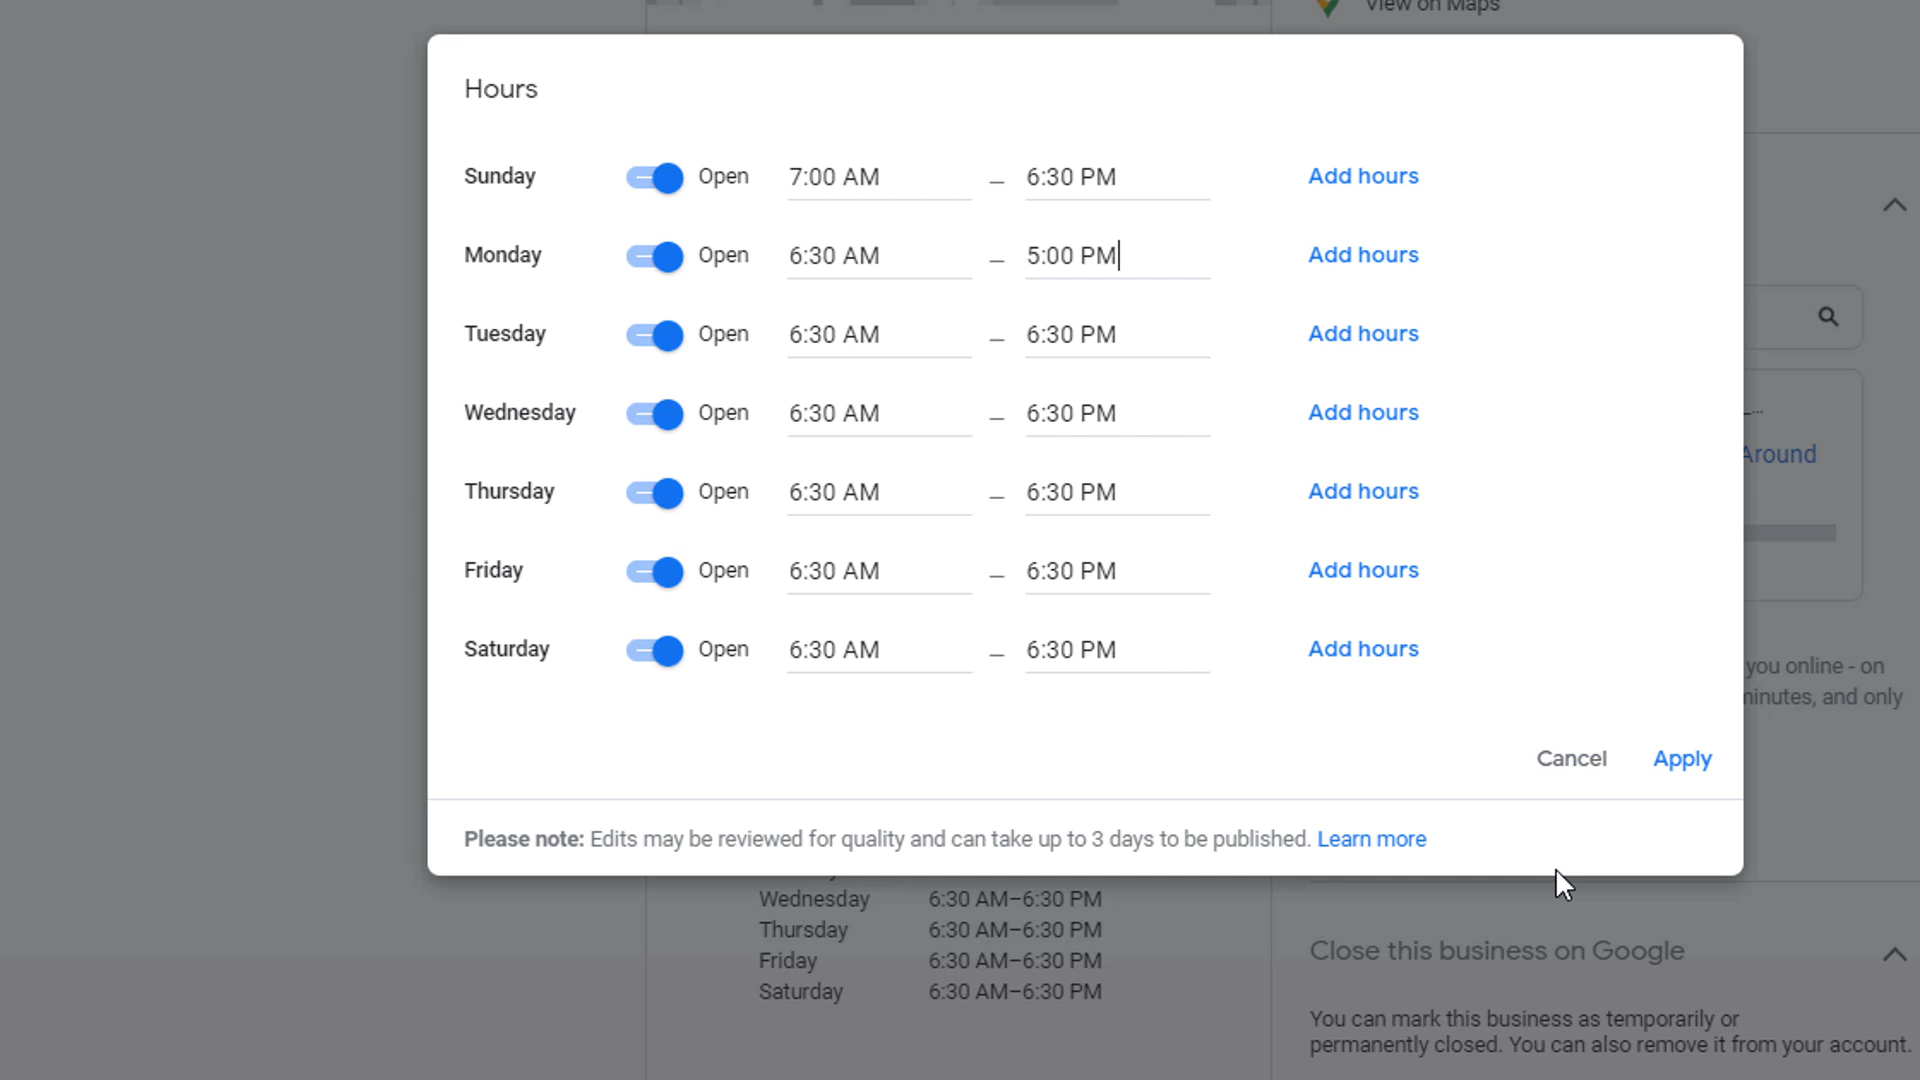 View on Maps
Hours
Sunday Open 7:00 AM – 6:30 PM Add hours
Monday Open 6:30 AM – 5:00 PM Add hours
Tuesday Open 6:30 AM – 6:30 PM Add hours
Wednesday Open 6:30 AM – 6:30 PM Add hours
Thursday Open 6:30 AM – 6:30 PM Add hours
Friday Open 6:30 AM – 6:30 PM Add hours
Saturday Open 6:30 AM – 6:30 PM Add hours
Around
you online - on
minutes, and only
Cancel Apply
Please note: Edits may be reviewed for quality and can take up to 3 days to be published. Learn more
Wednesday 6:30 AM–6:30 PM
Thursday 6:30 AM–6:30 PM
Friday 6:30 AM–6:30 PM
Saturday 6:30 AM–6:30 PM
Close this business on Google
You can mark this business as temporarily or
permanently closed. You can also remove it from your account.